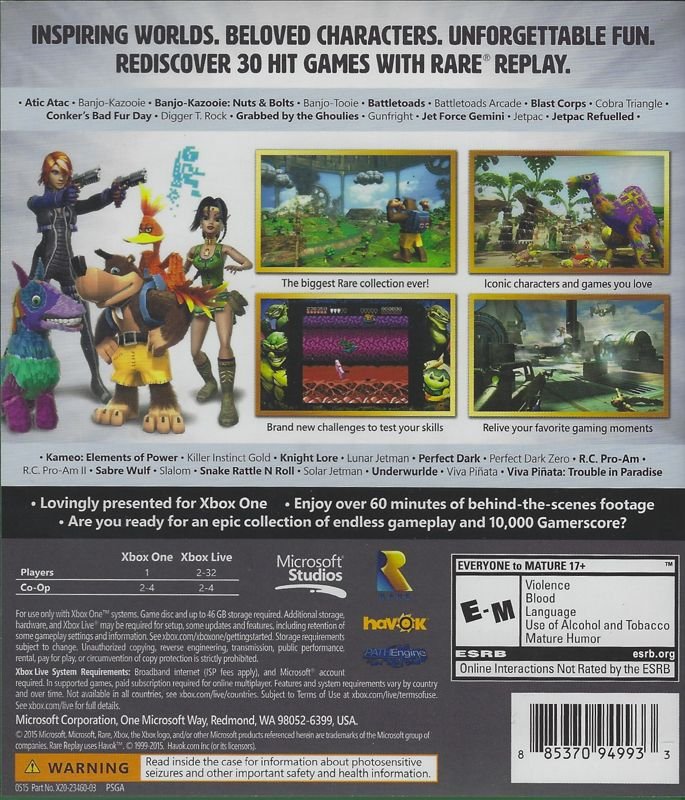 INSPIRING WORLDS. BELOVED CHARACTERS. UNFORGETTABLE FUN.
REDISCOVER 30 HIT GAMES WITH RARE® REPLAY.
• Atic Atac • Banjo-Kazooie • Banjo-Kazooie: Nuts & Bolts • Banjo-Tooie • Battletoads • Battletoads Arcade • Blast Corps • Cobra Triangle •
Conker's Bad Fur Day • Digger T. Rock • Grabbed by the Ghoulies • Gunfright • Jet Force Gemini • Jetpac • Jetpac Refuelled •
The biggest Rare collection ever!
Iconic characters and games you love
Brand new challenges to test your skills
Relive your favorite gaming moments
• Kameo: Elements of Power • Killer Instinct Gold • Knight Lore • Lunar Jetman • Perfect Dark • Perfect Dark Zero • R.C. Pro-Am •
R.C. Pro-Am II • Sabre Wulf • Slalom • Snake Rattle N Roll • Solar Jetman • Underwurlde • Viva Piñata • Viva Piñata: Trouble in Paradise
• Lovingly presented for Xbox One • Enjoy over 60 minutes of behind-the-scenes footage
• Are you ready for an epic collection of endless gameplay and 10,000 Gamerscore?
Xbox One Xbox Live
Players 1 2-32
Co-Op 2-4 2-4
Microsoft®
Studios
RARE
havok
PATHEngine
EVERYONE to MATURE 17+ ™
E-M
Violence
Blood
Language
Use of Alcohol and Tobacco
Mature Humor
ESRB esrb.org
Online Interactions Not Rated by the ESRB
For use only with Xbox One™ systems. Game disc and up to 46 GB storage required. Additional storage,
hardware, and Xbox Live® may be required for setup, some updates and features, including retention of
some gameplay settings and information. See xbox.com/xboxone/gettingstarted. Storage requirements
subject to change. Unauthorized copying, reverse engineering, transmission, public performance,
rental, pay for play, or circumvention of copy protection is strictly prohibited.
Xbox Live System Requirements: Broadband internet (ISP fees apply), and Microsoft® account
required. In supported games, paid subscription required for online multiplayer. Features and system requirements vary by country
and over time. Not available in all countries, see xbox.com/live/countries. Subject to Terms of Use at xbox.com/live/termsofuse.
See xbox.com/live for full details.
Microsoft Corporation, One Microsoft Way, Redmond, WA 98052-6399, USA.
© 2015 Microsoft. Microsoft, Rare, Xbox, the Xbox logo, and/or other Microsoft products referenced herein are trademarks of the Microsoft group of
companies. Rare Replay uses Havok™. © 1999-2015. Havok.com Inc (or its licensors).
WARNING
Read inside the case for information about photosensitive
seizures and other important safety and health information.
0515 Part No. X20-23460-03 PSGA
8 85370 94993 3